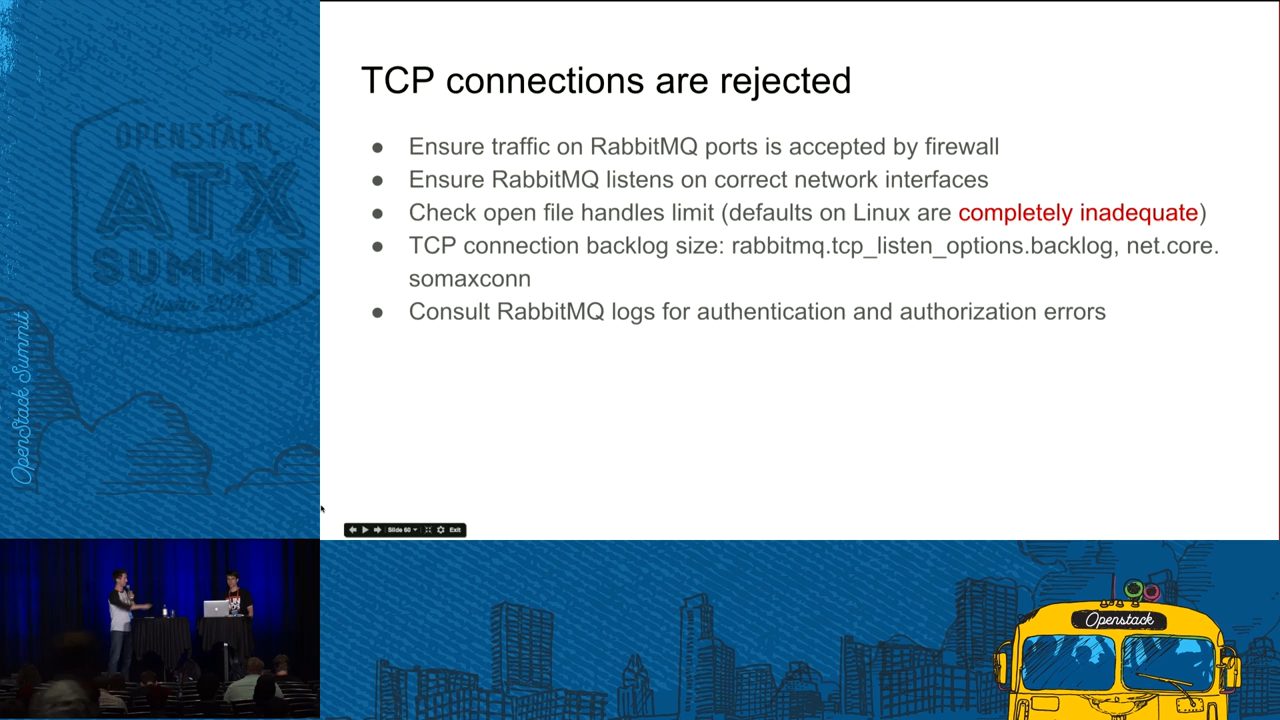 TCP connections are rejected
● Ensure traffic on RabbitMQ ports is accepted by firewall
● Ensure RabbitMQ listens on correct network interfaces
● Check open file handles limit (defaults on Linux are completely inadequate)
● TCP connection backlog size: rabbitmq.tcp_listen_options.backlog, net.core.
somaxconn
● Consult RabbitMQ logs for authentication and authorization errors
OPENSTACK
ATX
SUMMIT
Austin 2016
OpenStack Summit
Slide 60
Exit
Openstack